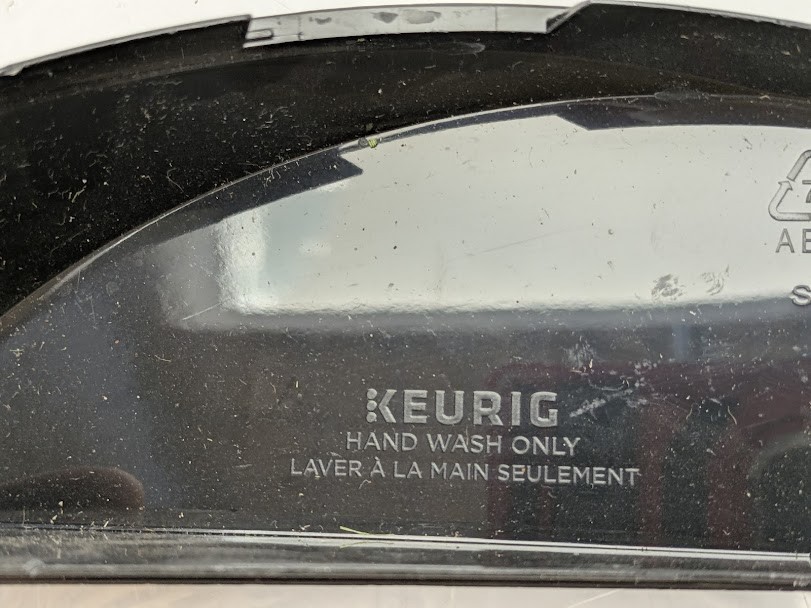 KEURIG
HAND WASH ONLY
LAVER À LA MAIN SEULEMENT